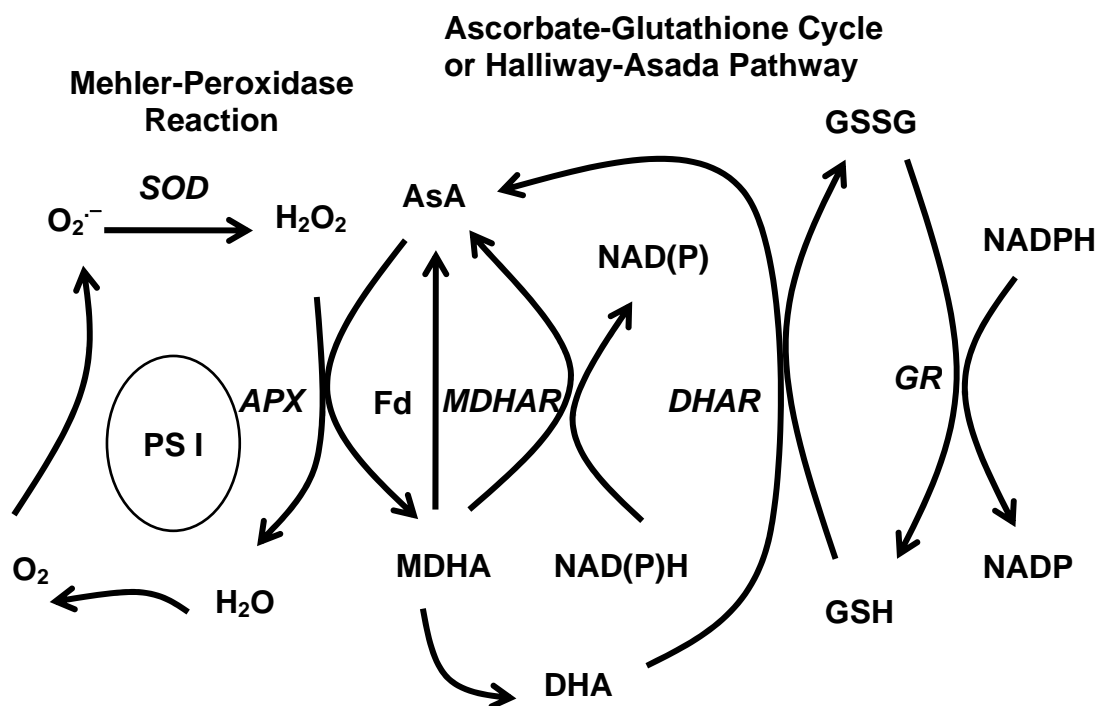 Ascorbate-Glutathione Cycle
or Halliway-Asada Pathway
Mehler-Peroxidase
Reaction
GSSG
SOD
AsA
O₂·⁻
H₂O₂
NADPH
NAD(P)
APX
Fd
MDHAR
DHAR
GR
PS I
O₂
MDHA
NAD(P)H
NADP
H₂O
GSH
DHA